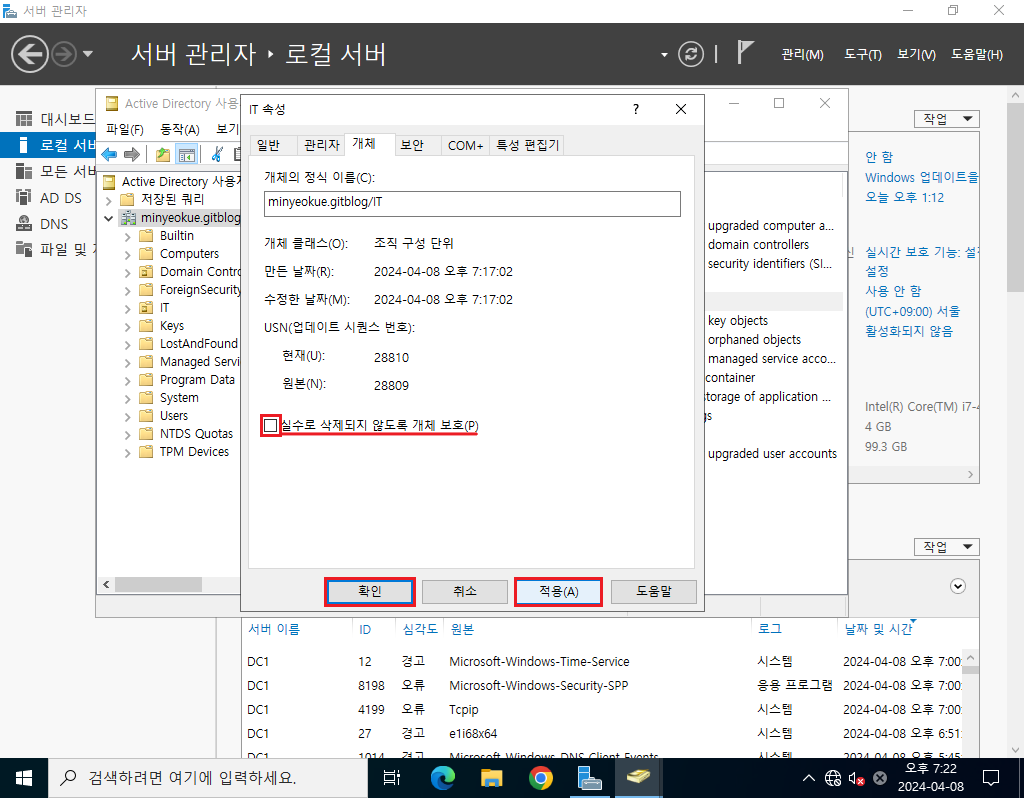 서버 관리자
서버 관리자 • 로컬 서버
관리(M) 도구(T) 보기(V) 도움말(H)
대시보드
로컬 서버
모든 서버
AD DS
DNS
파일 및
Active Directory 사용
파일(F) 동작(A) 보기
Active Directory 사용자
저장된 쿼리
minyeokue.gitblog
Builtin
Computers
Domain Contro
ForeignSecurity
IT
Keys
LostAndFound
Managed Servi
Program Data
System
Users
NTDS Quotas
TPM Devices
IT 속성
?
일반 관리자 개체 보안 COM+ 특성 편집기
개체의 정식 이름(C):
minyeokue.gitblog/IT
개체 클래스(O): 조직 구성 단위
만든 날짜(R): 2024-04-08 오후 7:17:02
수정한 날짜(M): 2024-04-08 오후 7:17:02
USN(업데이트 시퀀스 번호):
현재(U): 28810
원본(N): 28809
실수로 삭제되지 않도록 개체 보호(P)
확인 취소 적용(A) 도움말
upgraded computer a...
domain controllers
security identifiers (SI...
key objects
orphaned objects
managed service acco...
container
storage of application ...
gs
upgraded user accounts
작업
안 함
Windows 업데이트을
오늘 오후 1:12
실시간 보호 기능: 설정
설정
사용 안 함
(UTC+09:00) 서울
활성화되지 않음
Intel(R) Core(TM) i7-4
4 GB
99.3 GB
작업
서버 이름 ID 심각도 원본 로그 날짜 및 시간
DC1 12 경고 Microsoft-Windows-Time-Service 시스템 2024-04-08 오후 7:00:
DC1 8198 오류 Microsoft-Windows-Security-SPP 응용 프로그램 2024-04-08 오후 7:00:
DC1 4199 오류 Tcpip 시스템 2024-04-08 오후 7:00:
DC1 27 경고 e1i68x64 시스템 2024-04-08 오후 6:51:
DC1 1014 경고 Microsoft-Windows-DNS Client Events 시스템 2024-04-08 오후 5:45:
검색하려면 여기에 입력하세요.
오후 7:22
2024-04-08